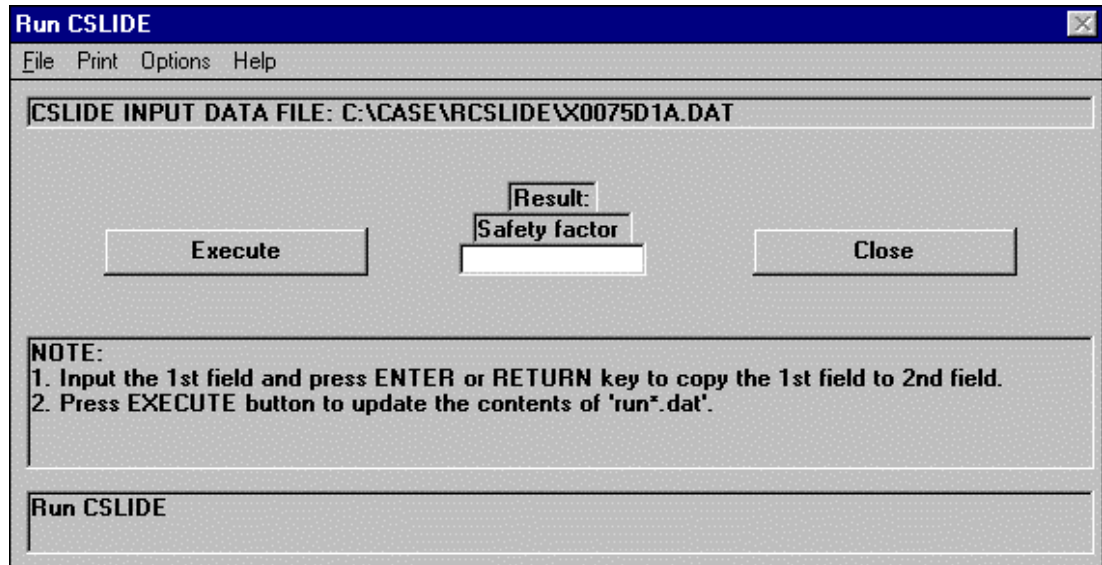 Run CSLIDE
File Print Options Help
CSLIDE INPUT DATA FILE: C:\CASE\RCSLIDE\X0075D1A.DAT
Result:
Safety factor
Execute
Close
NOTE:
1. Input the 1st field and press ENTER or RETURN key to copy the 1st field to 2nd field.
2. Press EXECUTE button to update the contents of 'run*.dat'.
Run CSLIDE